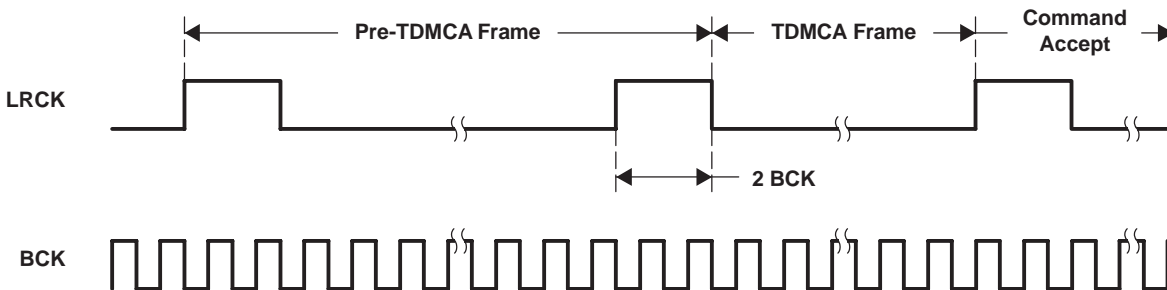 Pre-TDMCA Frame
TDMCA Frame
Command
Accept
LRCK
2 BCK
BCK